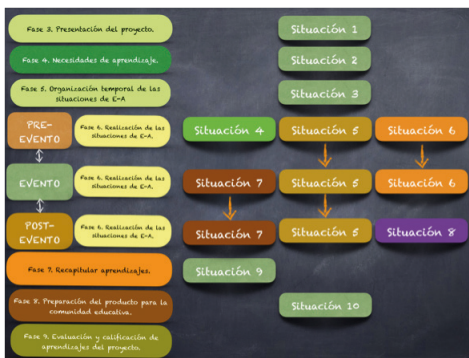 Fase 3. Presentación del proyecto.
Situación 1
Fase 4. Necesidades de aprendizaje.
Situación 2
Fase 5. Organización temporal de las
situaciones de E-A
Situación 3
PRE-
EVENTO
Fase 6. Realización de las
situaciones de E-A.
Situación 4
Situación 5
Situación 6
EVENTO
Fase 6. Realización de las
situaciones de E-A.
Situación 7
Situación 5
Situación 6
POST-
EVENTO
Fase 6. Realización de las
situaciones de E-A.
Situación 7
Situación 5
Situación 8
Fase 7. Recapitular aprendizajes.
Situación 9
Fase 8. Preparación del producto para la
comunidad educativa.
Situación 10
Fase 9. Evaluación y calificación de
aprendizajes del proyecto.